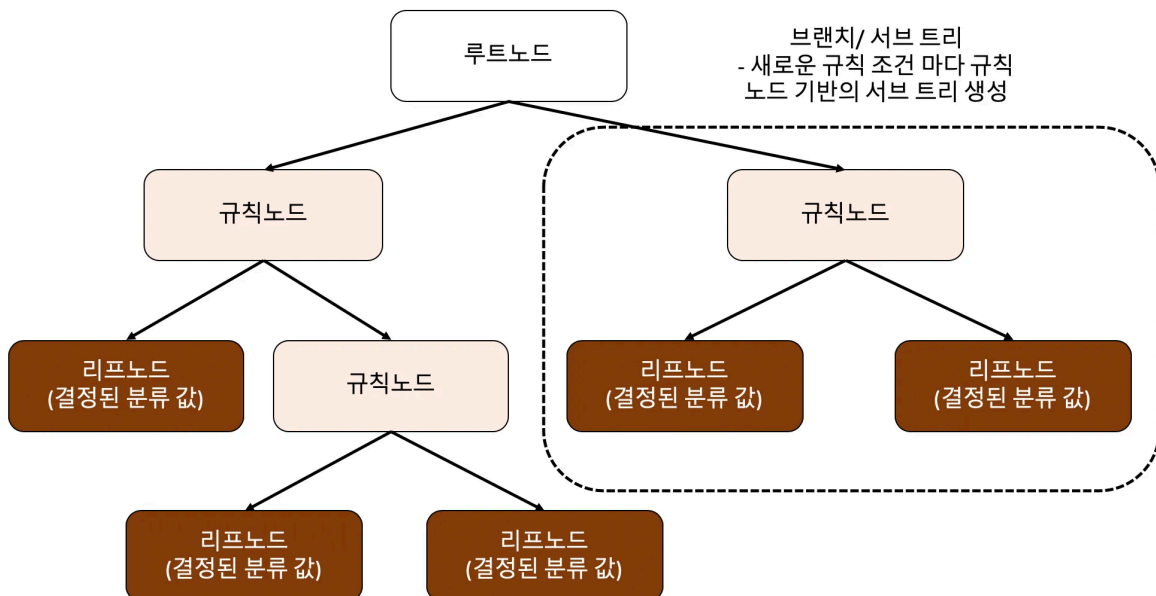 루트노드
브랜치/ 서브 트리
- 새로운 규칙 조건 마다 규칙
노드 기반의 서브 트리 생성
규칙노드
규칙노드
리프노드
(결정된 분류 값)
규칙노드
리프노드
(결정된 분류 값)
리프노드
(결정된 분류 값)
리프노드
(결정된 분류 값)
리프노드
(결정된 분류 값)